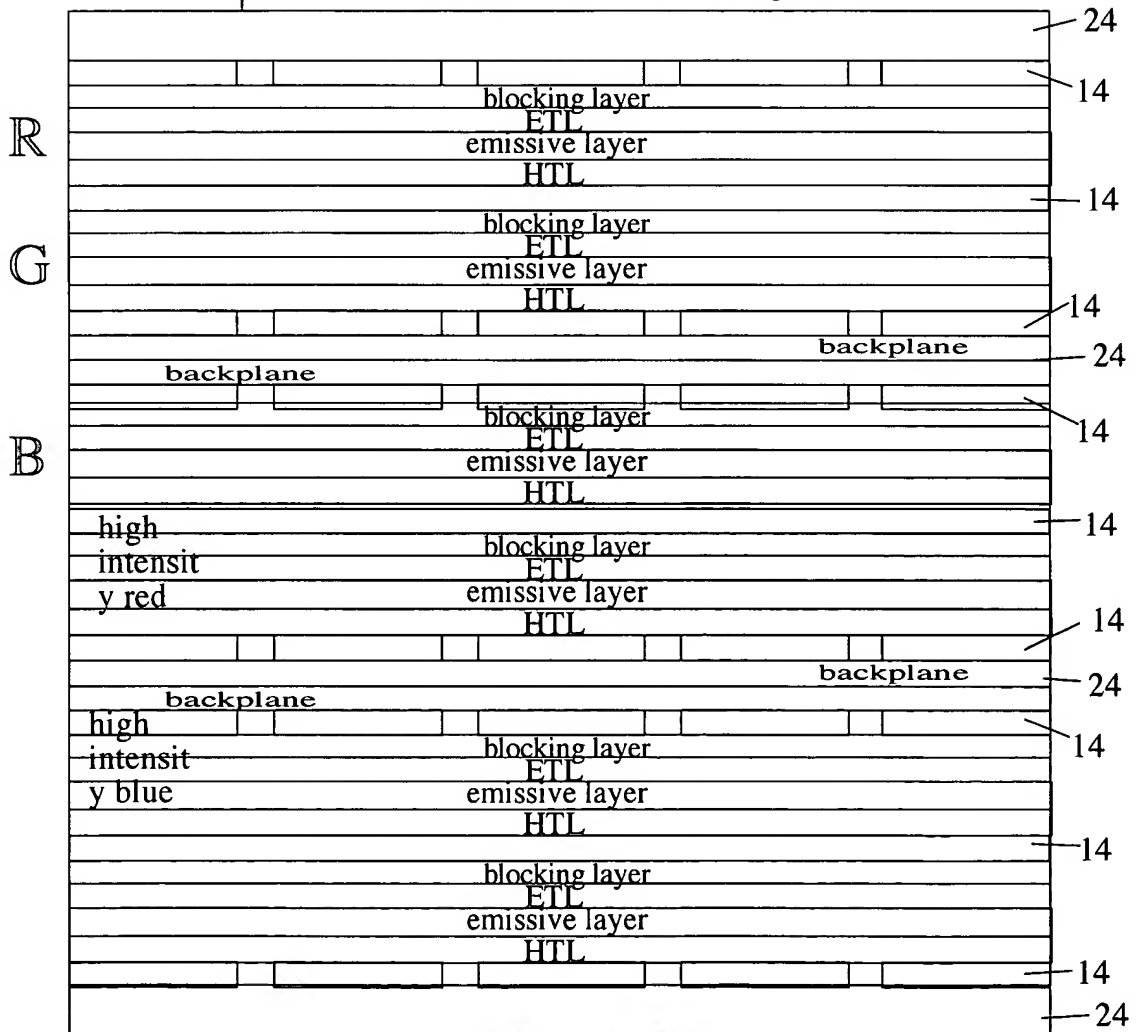 24
14
blocking layer
R
ETL
emissive layer
HTL
14
blocking layer
G
ETL
emissive layer
HTL
14
backplane
24
backplane
14
blocking layer
B
ETL
emissive layer
HTL
high
14
blocking layer
intensit
ETL
y red
emissive layer
HTL
14
backplane
24
backplane
high
14
blocking layer
intensit
ETL
y blue
emissive layer
HTL
14
blocking layer
ETL
emissive layer
HTL
14
24